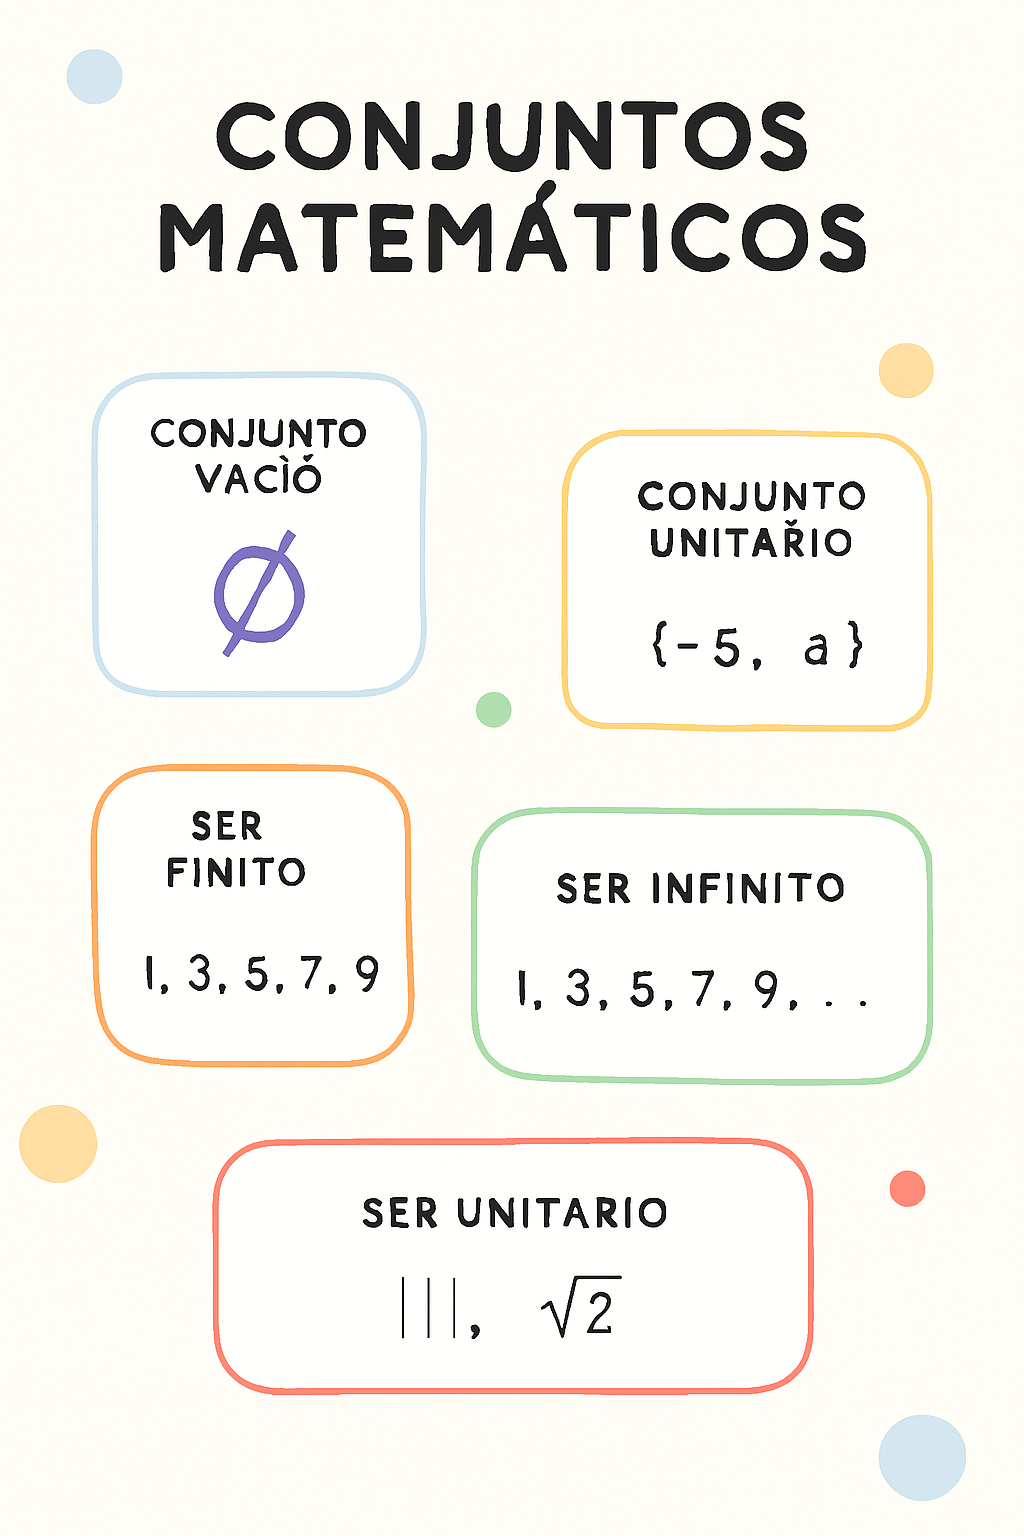 CONJUNTOS
MATEMÁTICOS
CONJUNTO
VACÌǑ
∅
CONJUNTO
UNITAŘIO
{-5, a}
SER
FINITO
1, 3, 5, 7, 9
SER INFINITO
1, 3, 5, 7, 9, . .
SER UNITARIO
|||, √2